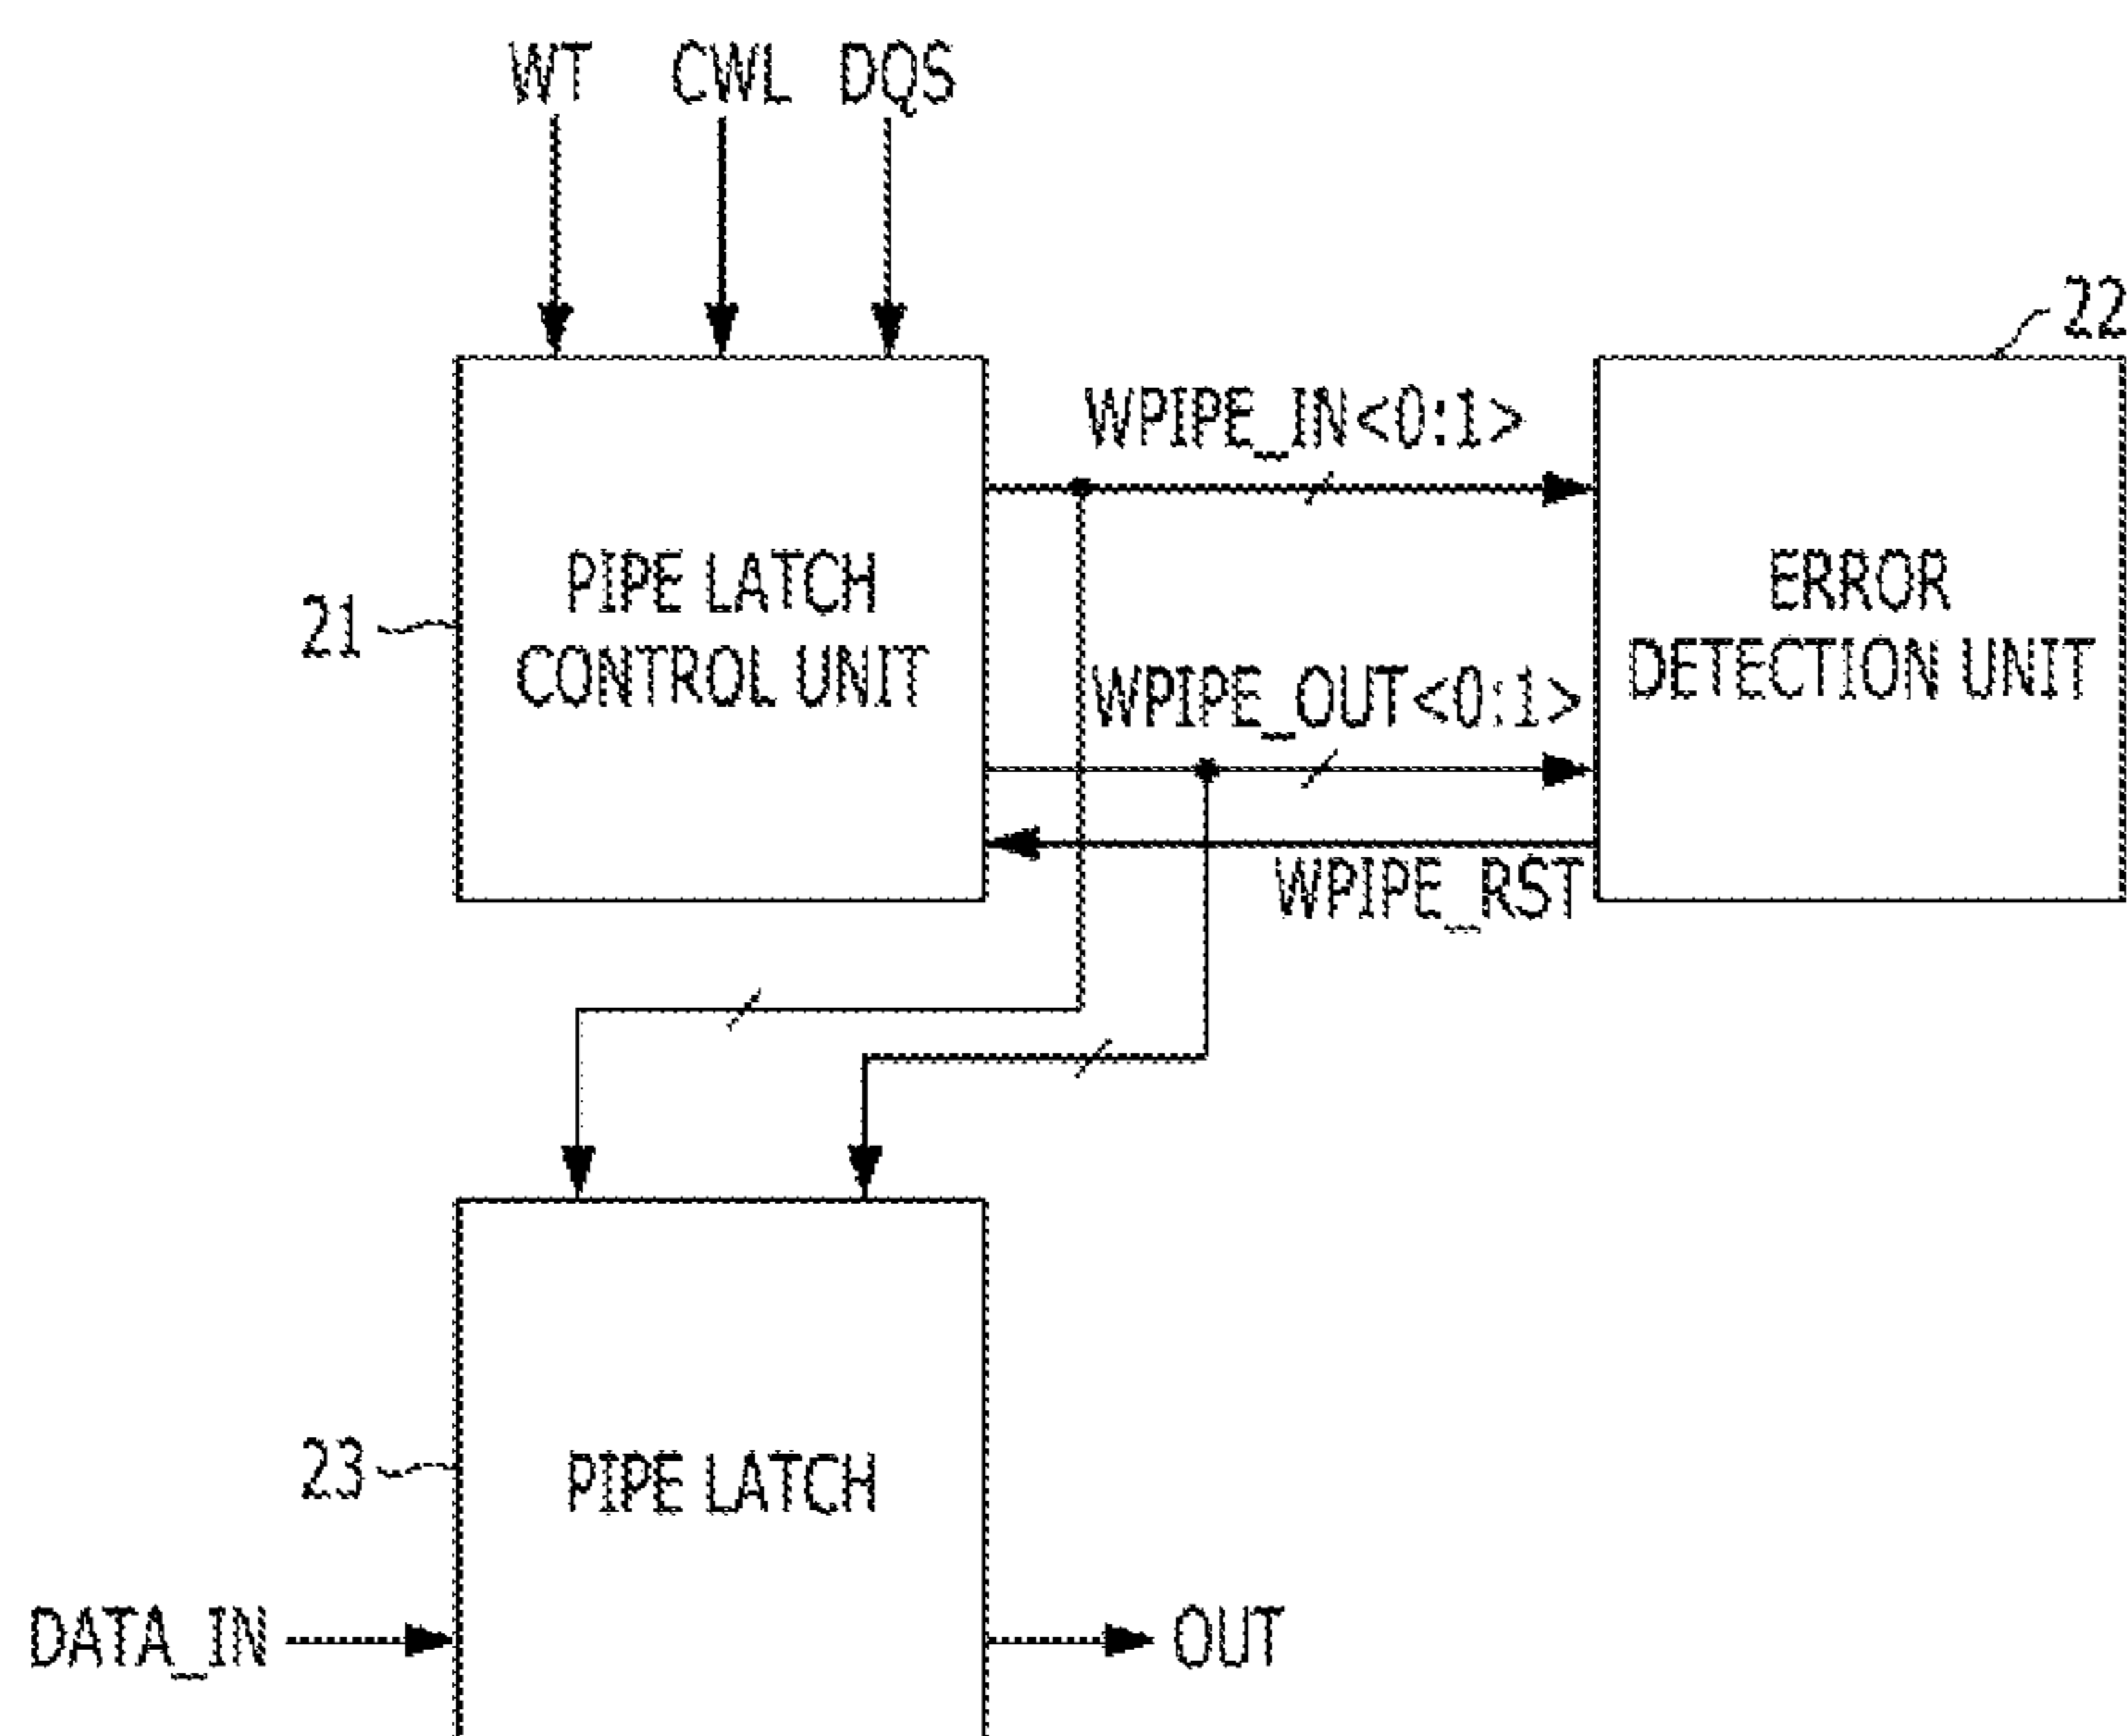 WT CWL DQS
22
WPIPE_IN<0:1>
PIPE LATCH
CONTROL UNIT
ERROR
DETECTION UNIT
21
WPIPE_OUT<0:1>
WPIPE_RST
23
PIPE LATCH
DATA_IN
OUT